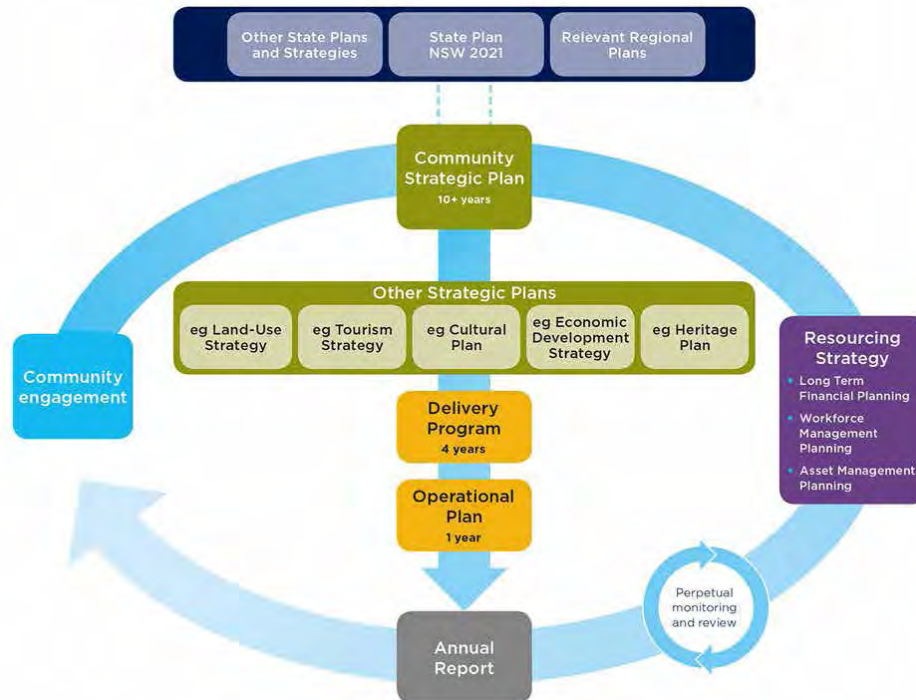 Other State Plans
and Strategies
State Plan
NSW 2021
Relevant Regional
Plans
Community
Strategic Plan
10+ years
Other Strategic Plans
eg Land-Use
Strategy
eg Tourism
Strategy
eg Cultural
Plan
eg Economic
Development
Strategy
eg Heritage
Plan
Community
engagement
Resourcing
Strategy
• Long Term
Financial Planning
• Workforce
Management
Planning
• Asset Management
Planning
Delivery
Program
4 years
Operational
Plan
1 year
Perpetual
monitoring
and review
Annual
Report